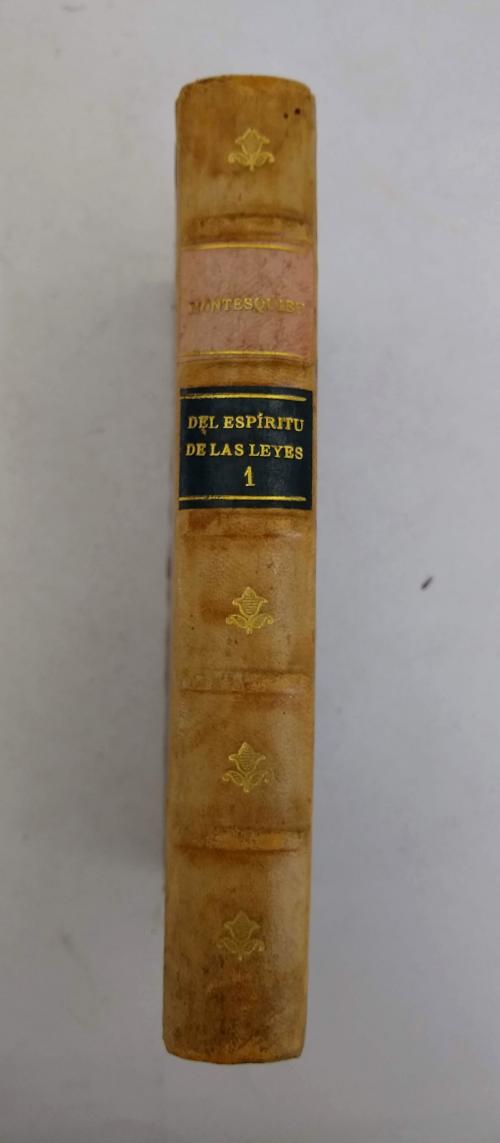 MONTESQUIEU
DEL ESPÍRITU
DE LAS LEYES
1